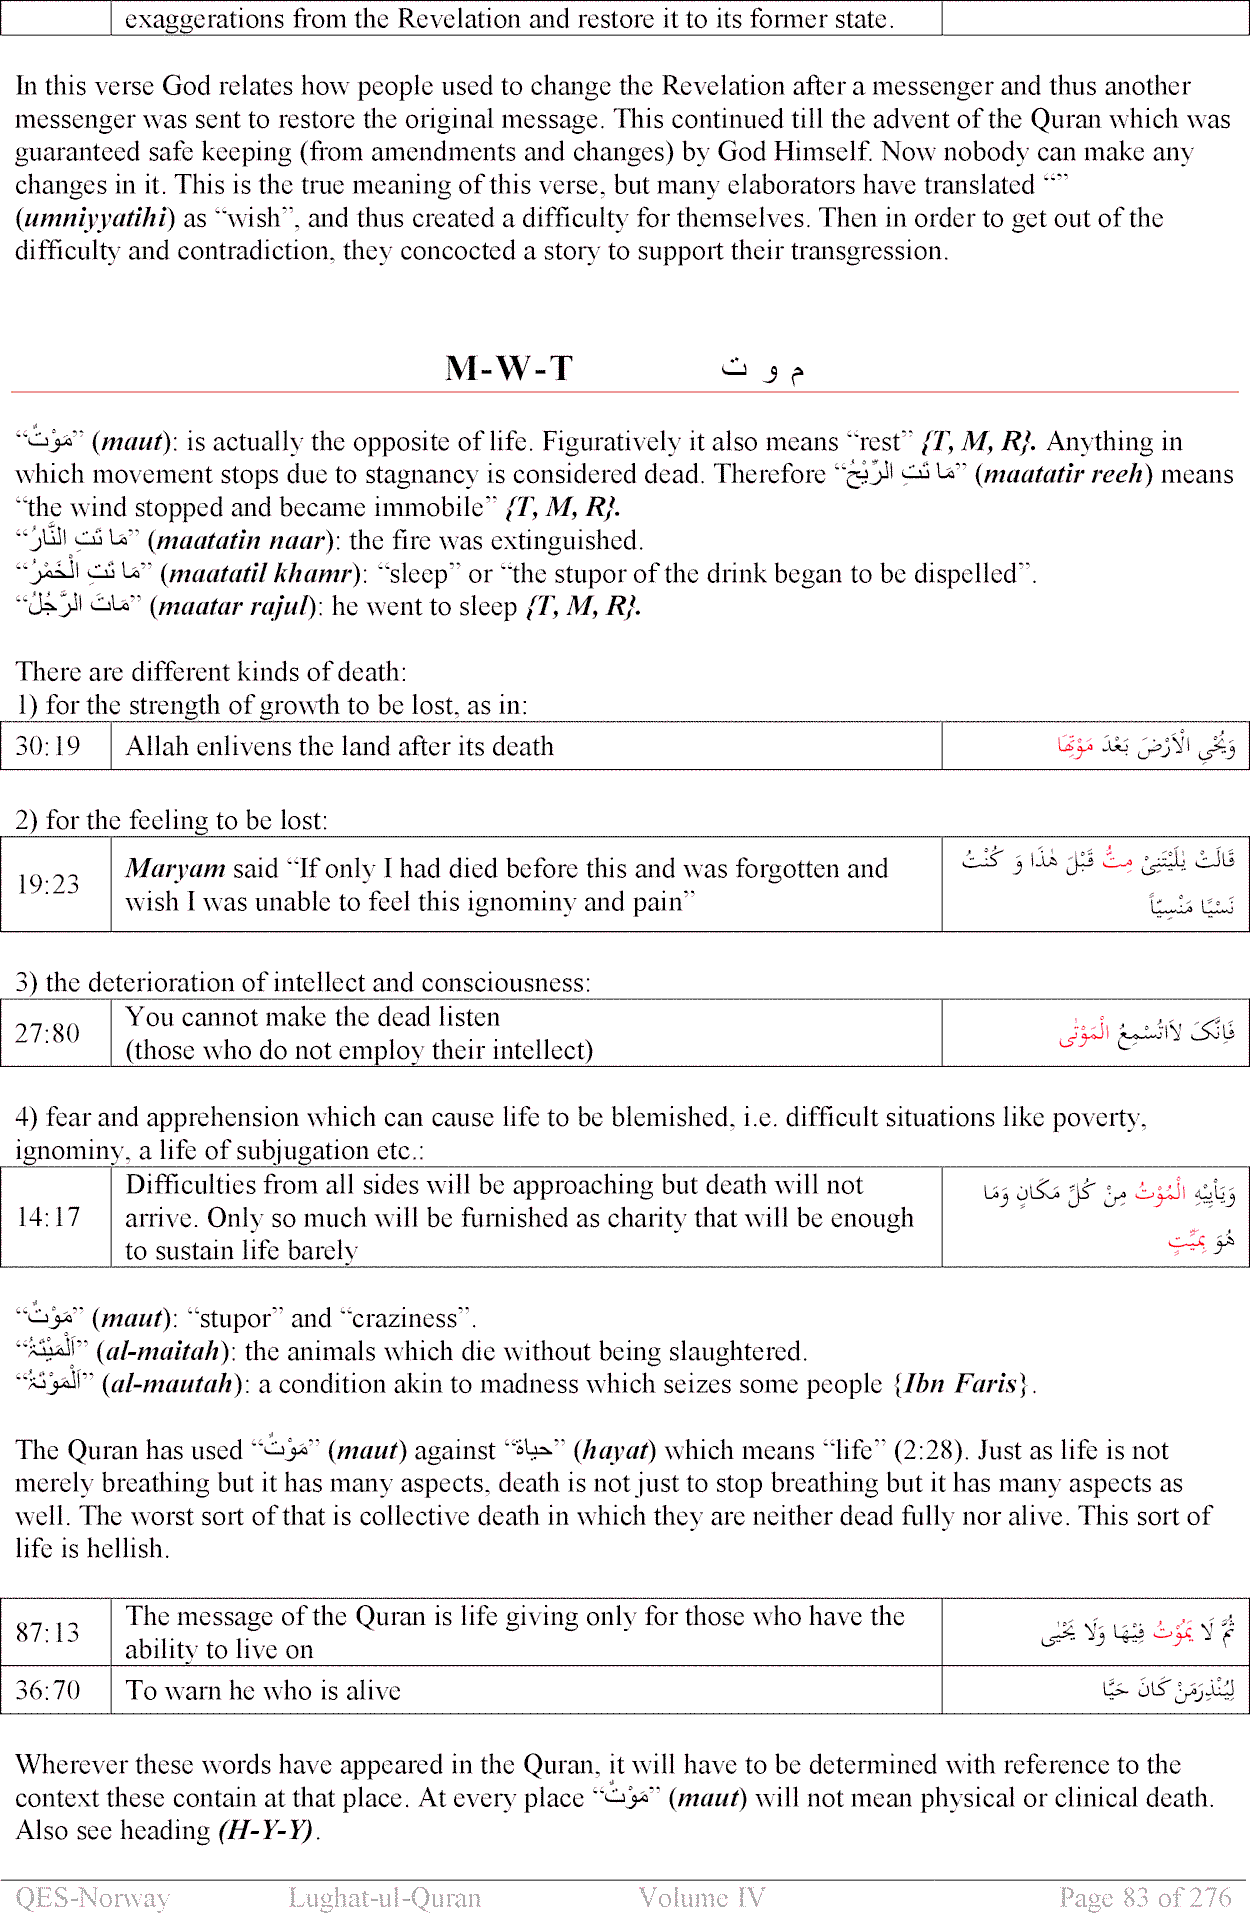 exaggerations from the Revelation and restore it to its former state.
In this verse God relates how people used to change the Revelation after a messenger and thus another
messenger was sent to restore the original message. This continued till the advent of the Quran which was
guaranteed safe keeping (from amendments and changes) by God Himself. Now nobody can make any
changes in it. This is the true meaning of this verse, but many elaborators have translated “”
(umniyyatihi) as “wish”, and thus created a difficulty for themselves. Then in order to get out of the
difficulty and contradiction, they concocted a story to support their transgression.
M-W-T م و ت
“مَوْتٌ” (maut): is actually the opposite of life. Figuratively it also means “rest” {T, M, R}. Anything in
which movement stops due to stagnancy is considered dead. Therefore “مَا تَتِ الرِّيْحُ” (maatatir reeh) means
“the wind stopped and became immobile” {T, M, R}.
“مَا تَتِ النَّارُ” (maatatin naar): the fire was extinguished.
“مَا تَتِ الْخَمْرُ” (maatatil khamr): “sleep” or “the stupor of the drink began to be dispelled”.
“مَاتَ الرَّجُلُ” (maatar rajul): he went to sleep {T, M, R}.
There are different kinds of death:
1) for the strength of growth to be lost, as in:
30:19 Allah enlivens the land after its death وَيُحْيِ الْاَرْضَ بَعْدَ مَوْتِهَا
2) for the feeling to be lost:
19:23 Maryam said “If only I had died before this and was forgotten and
wish I was unable to feel this ignominy and pain”
قَالَتْ يٰلَيْتَنِيْ مِتُّ قَبْلَ هٰذَا وَ كُنْتُ
نَسْيًا مَنْسِيّاً
3) the deterioration of intellect and consciousness:
27:80 You cannot make the dead listen
(those who do not employ their intellect)
فَاِنَّکَ لاَاتُسْمِعُ الْمَوْتٰى
4) fear and apprehension which can cause life to be blemished, i.e. difficult situations like poverty,
ignominy, a life of subjugation etc.:
14:17 Difficulties from all sides will be approaching but death will not
arrive. Only so much will be furnished as charity that will be enough
to sustain life barely
وَيَأْتِيْهِ الْمُوْتُ مِنْ كُلِّ مَكَانٍ وَمَا
هُوَ بِمَيِّتٍ
“مَوْتٌ” (maut): “stupor” and “craziness”.
“اَلْمَيْتَۃُ” (al-maitah): the animals which die without being slaughtered.
“اَلْمَوْتَۃُ” (al-mautah): a condition akin to madness which seizes some people {Ibn Faris}.
The Quran has used “مَوْتٌ” (maut) against “حياة” (hayat) which means “life” (2:28). Just as life is not
merely breathing but it has many aspects, death is not just to stop breathing but it has many aspects as
well. The worst sort of that is collective death in which they are neither dead fully nor alive. This sort of
life is hellish.
87:13 The message of the Quran is life giving only for those who have the
ability to live on
ثُمَّ لَا يَمُوْتُ فِيْهَا وَلَا يَحْيٰى
36:70 To warn he who is alive لِيُنْذِرَمَنْ كَانَ حَيًّا
Wherever these words have appeared in the Quran, it will have to be determined with reference to the
context these contain at that place. At every place “مَوْتٌ” (maut) will not mean physical or clinical death.
Also see heading (H-Y-Y).
QES-Norway Lughat-ul-Quran Volume IV Page 83 of 276